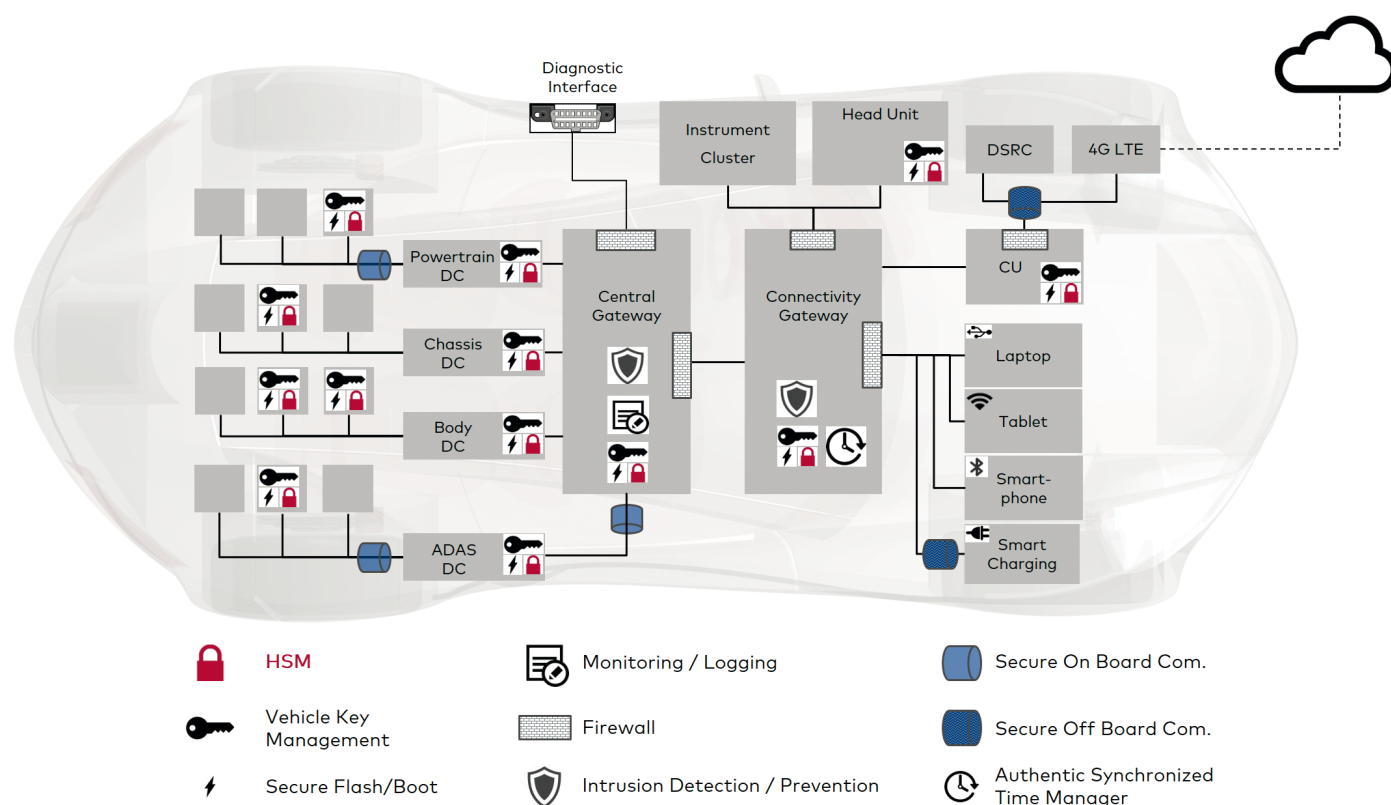 Diagnostic
Interface
Instrument
Cluster
Head Unit
DSRC
4G LTE
Powertrain
DC
Central
Gateway
Connectivity
Gateway
CU
Chassis
DC
Laptop
Body
DC
Tablet
Smart-
phone
ADAS
DC
Smart
Charging
HSM
Monitoring / Logging
Secure On Board Com.
Vehicle Key
Management
Firewall
Secure Off Board Com.
Secure Flash/Boot
Intrusion Detection / Prevention
Authentic Synchronized
Time Manager